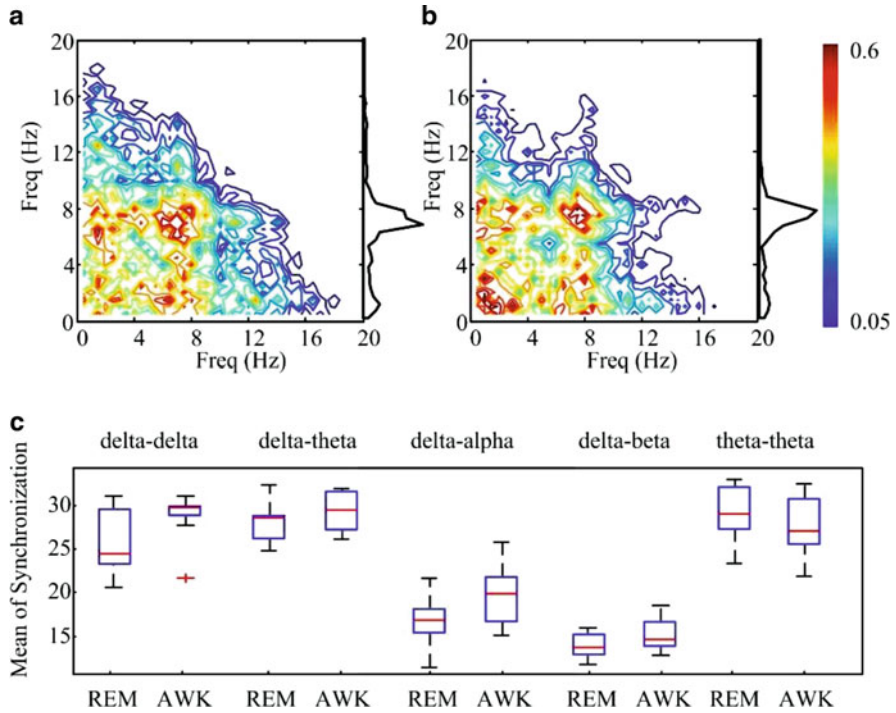 a
b
20
16
12
8
4
0
Freq (Hz)
0 4 8 12 16 20
Freq (Hz)
20
16
12
8
4
0
Freq (Hz)
0 4 8 12 16 20
Freq (Hz)
0.6
0.05
c
delta-delta delta-theta delta-alpha delta-beta theta-theta
Mean of Synchronization
30
25
20
15
REM AWK REM AWK REM AWK REM AWK REM AWK